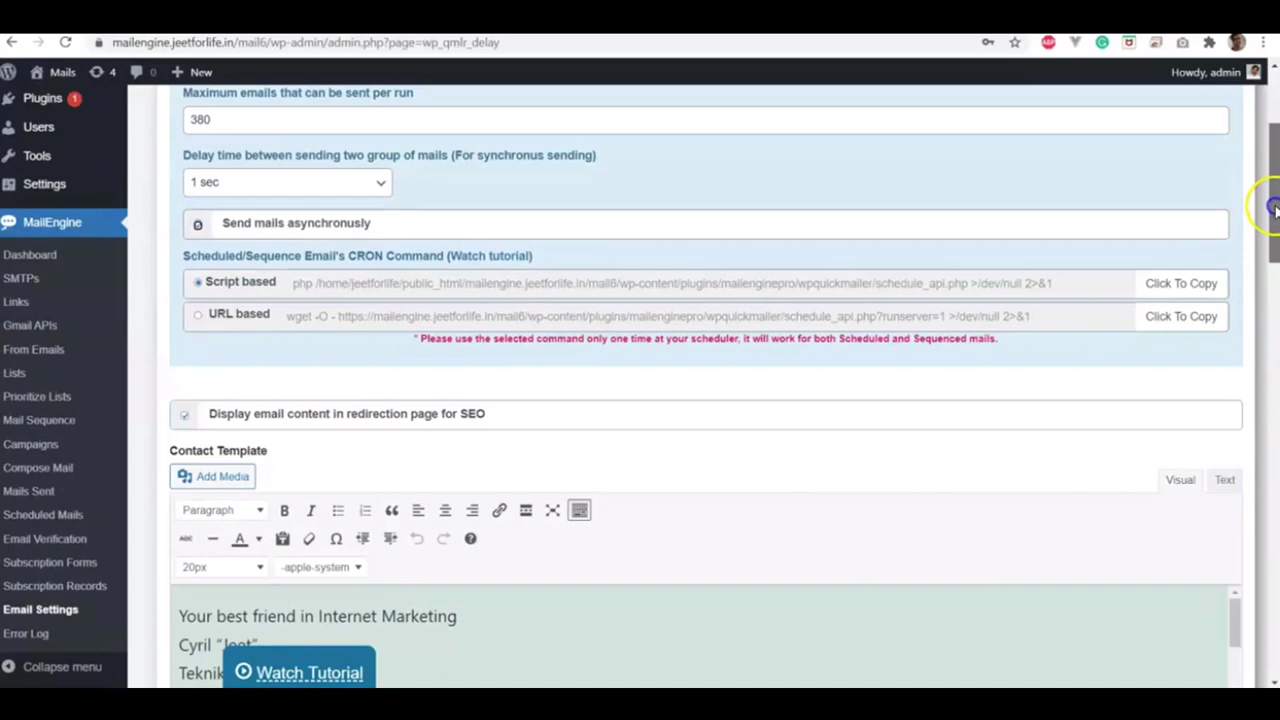 mailengine.jeetforlife.in/mail6/wp-admin/admin.php?page=wp_qmlr_delay
Mails 4 0 New Howdy, admin
Plugins 1
Users
Tools
Settings
MailEngine
Dashboard
SMTPs
Links
Gmail APIs
From Emails
Lists
Prioritize Lists
Mail Sequence
Campaigns
Compose Mail
Mails Sent
Scheduled Mails
Email Verification
Subscription Forms
Subscription Records
Email Settings
Error Log
Collapse menu
Maximum emails that can be sent per run
380
Delay time between sending two group of mails (For synchronus sending)
1 sec
Send mails asynchronusly
Scheduled/Sequence Email's CRON Command (Watch tutorial)
Script based php /home/jeetforlife/public_html/mailengine.jeetforlife.in/mail6/wp-content/plugins/mailenginepro/wpquickmailer/schedule_api.php >/dev/null 2>&1 Click To Copy
URL based wget -O - https://mailengine.jeetforlife.in/mail6/wp-content/plugins/mailenginepro/wpquickmailer/schedule_api.php?runserver=1 >/dev/null 2>&1 Click To Copy
* Please use the selected command only one time at your scheduler, it will work for both Scheduled and Sequenced mails.
Display email content in redirection page for SEO
Contact Template
Add Media
Visual Text
Paragraph B I
ABC A Ω
20px -apple-system
Your best friend in Internet Marketing
Cyril “Jeet”
Teknik
Watch Tutorial